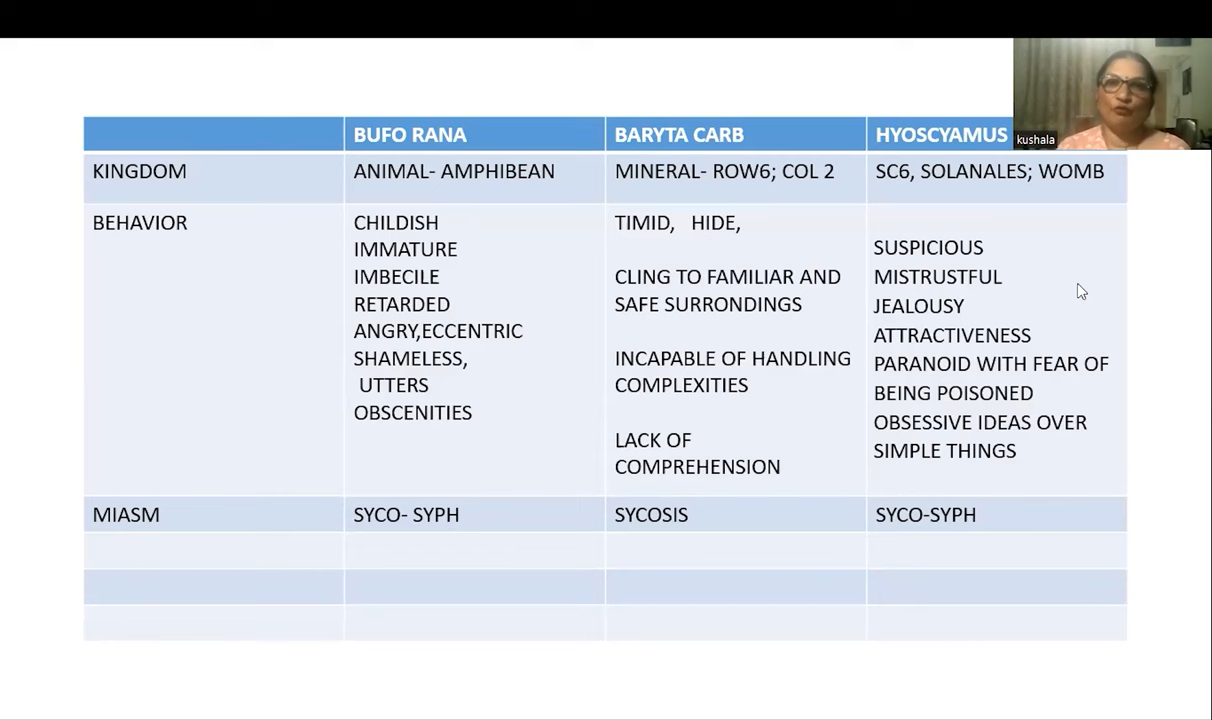 BUFO RANA
BARYTA CARB
HYOSCYAMUS
kushala
KINGDOM
ANIMAL- AMPHIBEAN
MINERAL- ROW6; COL 2
SC6, SOLANALES; WOMB
BEHAVIOR
CHILDISH
IMMATURE
IMBECILE
RETARDED
ANGRY,ECCENTRIC
SHAMELESS,
UTTERS
OBSCENITIES
TIMID, HIDE,
CLING TO FAMILIAR AND
SAFE SURRONDINGS
INCAPABLE OF HANDLING
COMPLEXITIES
LACK OF
COMPREHENSION
SUSPICIOUS
MISTRUSTFUL
JEALOUSY
ATTRACTIVENESS
PARANOID WITH FEAR OF
BEING POISONED
OBSESSIVE IDEAS OVER
SIMPLE THINGS
MIASM
SYCO- SYPH
SYCOSIS
SYCO-SYPH